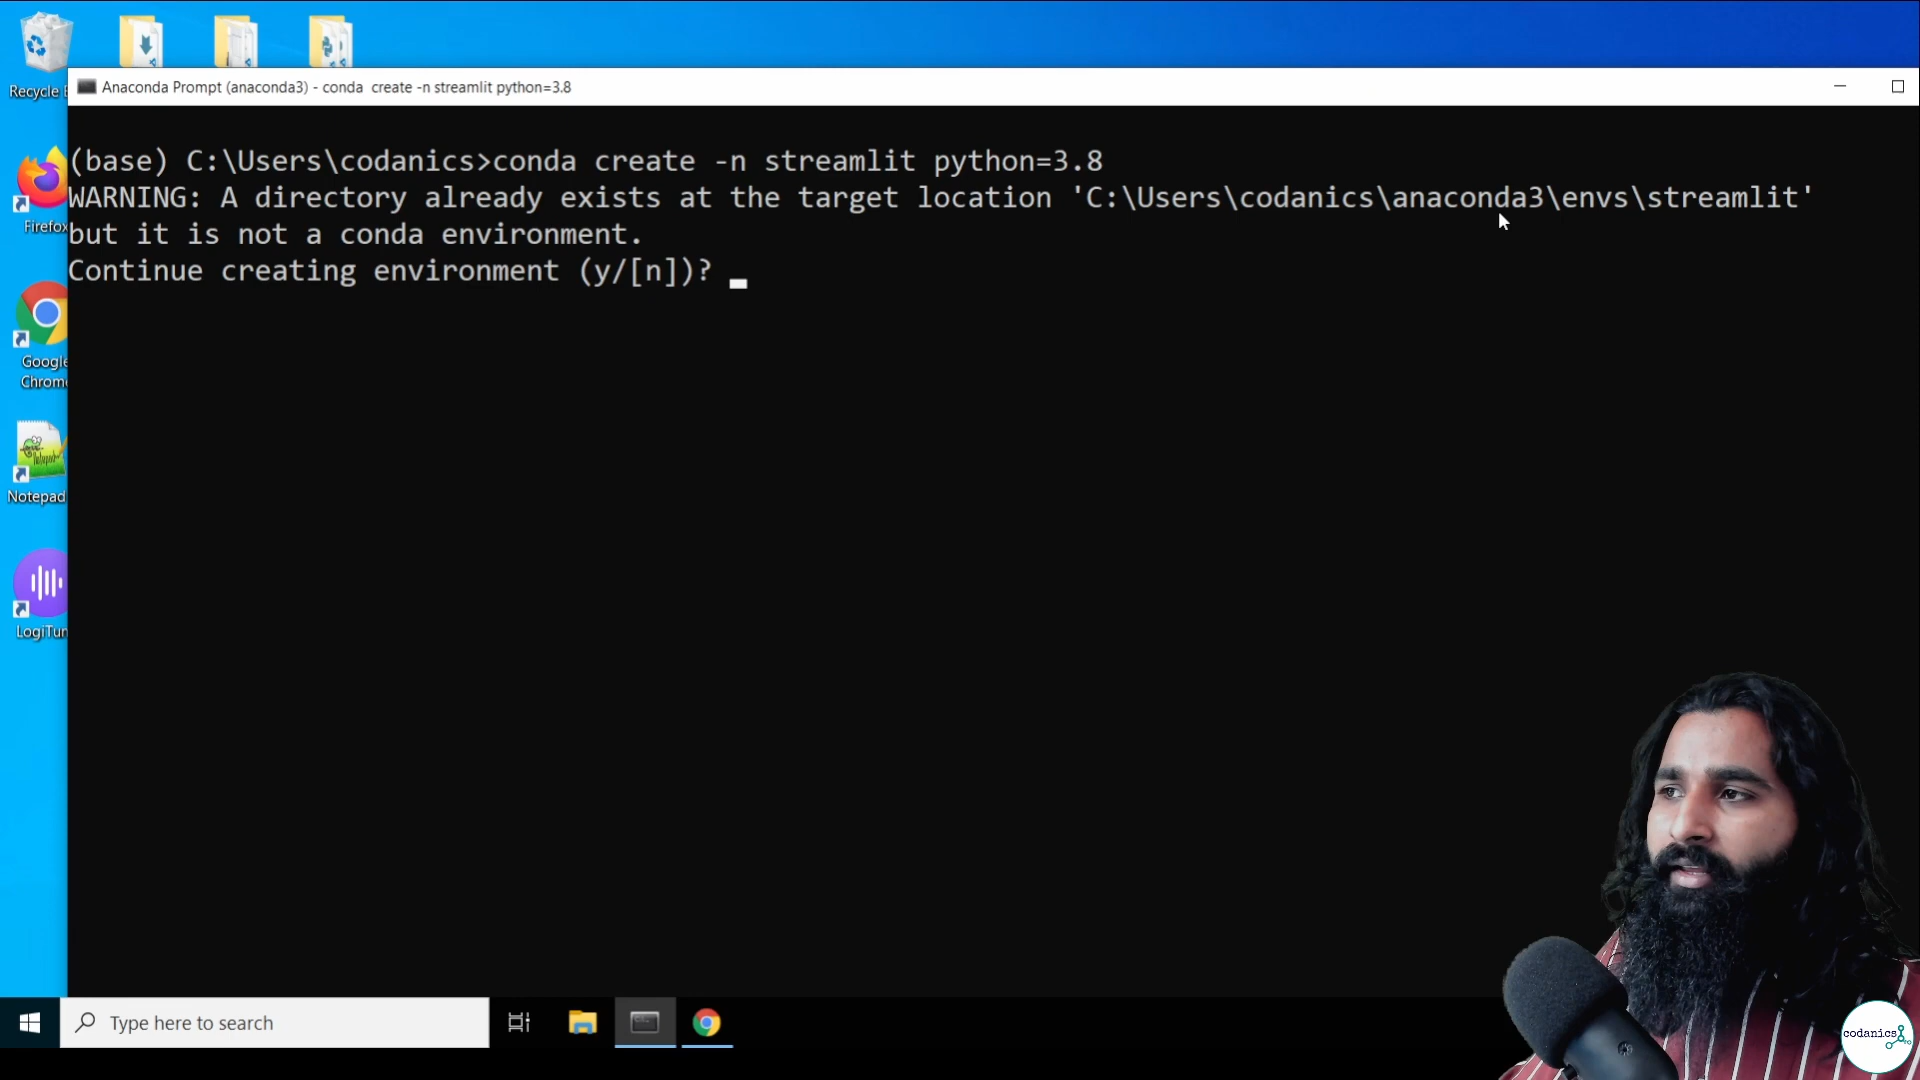 Recycle
Anaconda Prompt (anaconda3) - conda  create -n streamlit python=3.8
(base) C:\Users\codanics>conda create -n streamlit python=3.8
WARNING: A directory already exists at the target location 'C:\Users\codanics\anaconda3\envs\streamlit'
but it is not a conda environment.
Continue creating environment (y/[n])?
Firefox
Google
Chrome
Notepad
LogiTun
Type here to search
codanics